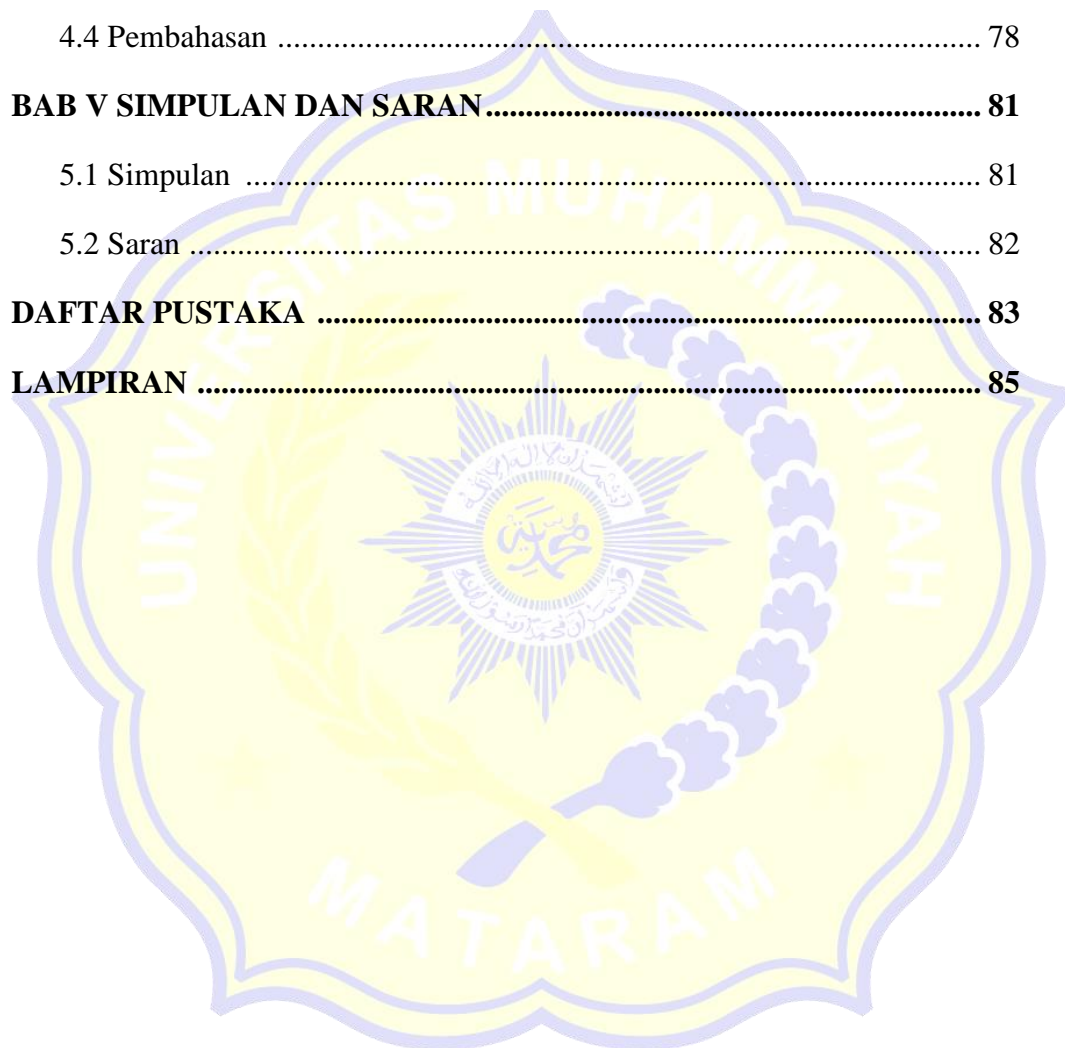 4.4 Pembahasan ........................................................................................ 78
BAB V SIMPULAN DAN SARAN.............................................................. 81
5.1 Simpulan ............................................................................................ 81
5.2 Saran ................................................................................................... 82
DAFTAR PUSTAKA ................................................................................... 83
LAMPIRAN .................................................................................................. 85
UNIVERSITAS MUHAMMADIYAH
MATARAM